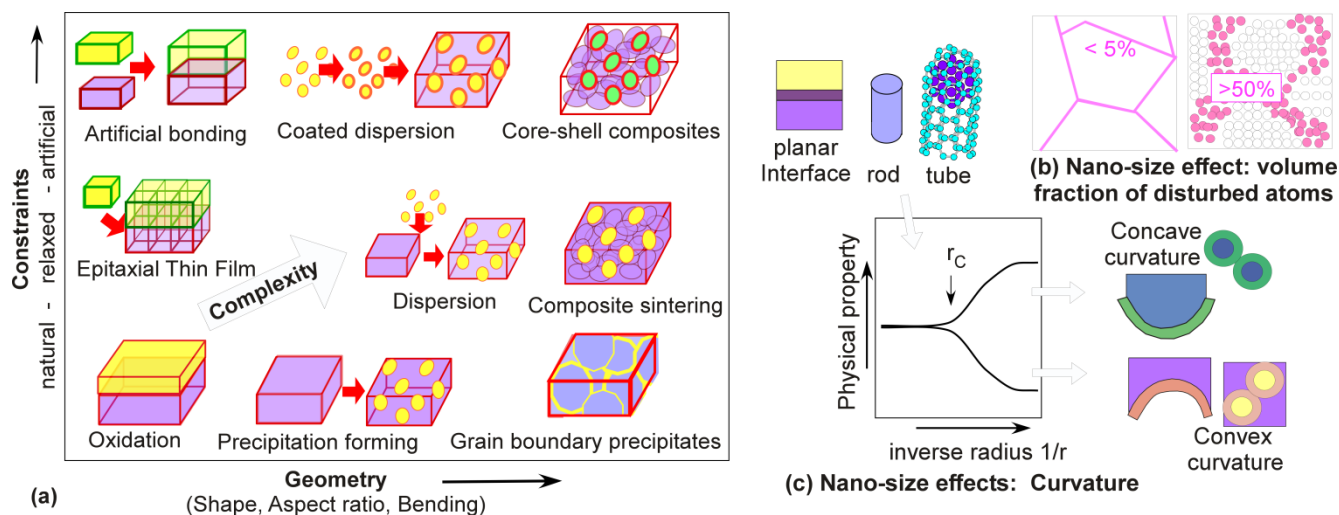 Constraints
natural - relaxed - artificial
Artificial bonding
Coated dispersion
Core-shell composites
Epitaxial Thin Film
Complexity
Dispersion
Composite sintering
Oxidation
Precipitation forming
Grain boundary precipitates
Geometry
(Shape, Aspect ratio, Bending)
(a)
planar
Interface
rod
tube
< 5%
>50%
(b) Nano-size effect: volume
fraction of disturbed atoms
Physical property
rC
inverse radius 1/r
Concave
curvature
Convex
curvature
(c) Nano-size effects: Curvature